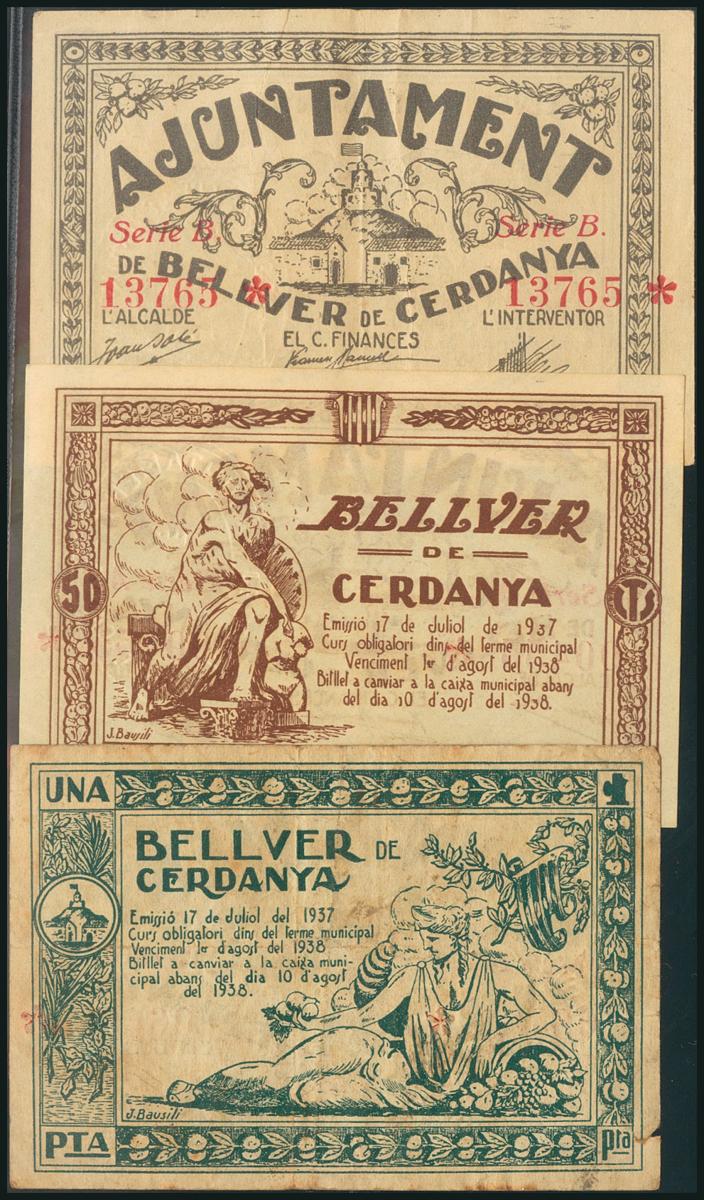 AJUNTAMENT
Serie B. Serie B.
DE BELLVER DE CERDANYA
13765 * 13765 *
L'ALCALDE L'INTERVENTOR
EL C. FINANCES
BELLVER
DE
CERDANYA
50 CTS
Emissió 17 de Juliol de 1937
Curs obligatori dins del terme municipal
Venciment 1er d'agost del 1938
Bitllet a canviar a la caixa municipal abans
del dia 10 d'agost del 1938.
J. Bausili
UNA 1
BELLVER DE
CERDANYA
Emissió 17 de Juliol del 1937
Curs obligatori dins del terme municipal
Venciment 1er d'agost del 1938
Bitllet a canviar a la caixa muni-
cipal abans del dia 10 d'agost
del 1938.
J. Bausili
PTA pta